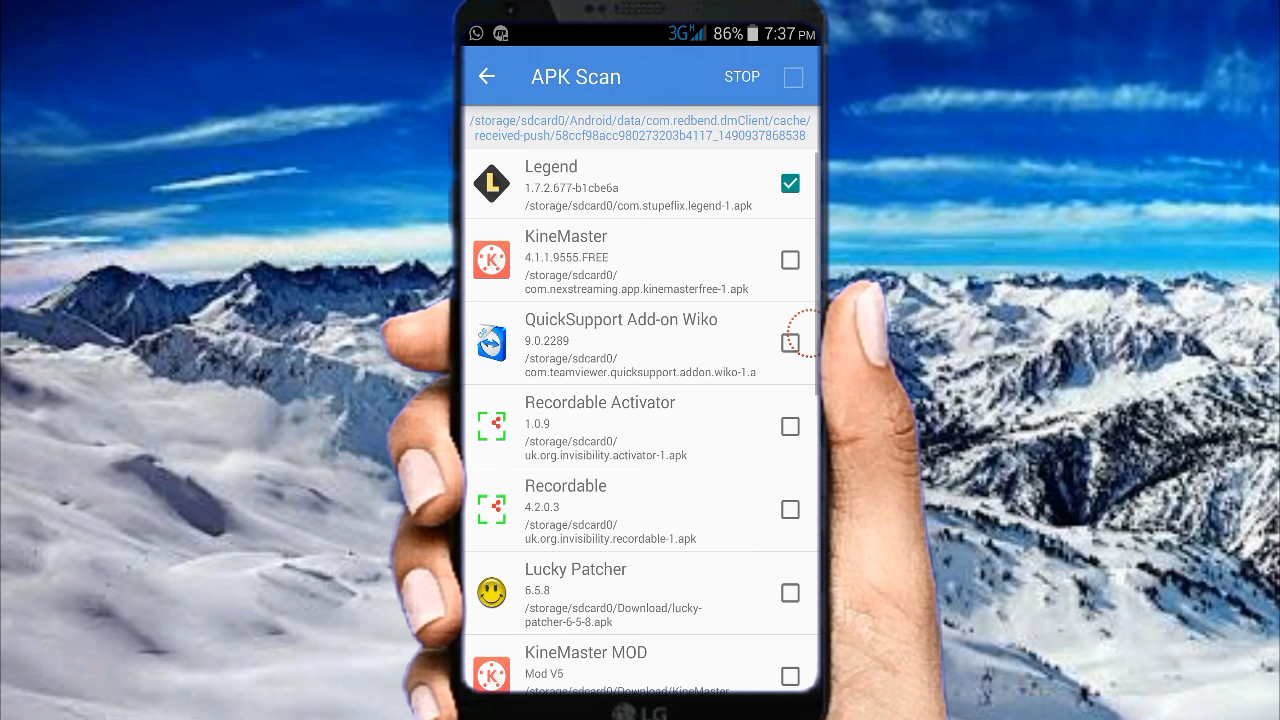 3G H 86% 7:37 PM
APK Scan STOP
/storage/sdcard0/Android/data/com.redbend.dmClient/cache/
received-push/58ccf98acc980273203b4117_1490937868538
Legend
1.7.2.677-b1cbe6a
/storage/sdcard0/com.stupeflix.legend-1.apk
KineMaster
4.1.1.9555.FREE
/storage/sdcard0/
com.nexstreaming.app.kinemasterfree-1.apk
QuickSupport Add-on Wiko
9.0.2289
/storage/sdcard0/
com.teamviewer.quicksupport.addon.wiko-1.a
Recordable Activator
1.0.9
/storage/sdcard0/
uk.org.invisibility.activator-1.apk
Recordable
4.2.0.3
/storage/sdcard0/
uk.org.invisibility.recordable-1.apk
Lucky Patcher
6.5.8
/storage/sdcard0/Download/lucky-
patcher-6-5-8.apk
KineMaster MOD
Mod V5
/storage/sdcard0/Download/KineMaster
LG